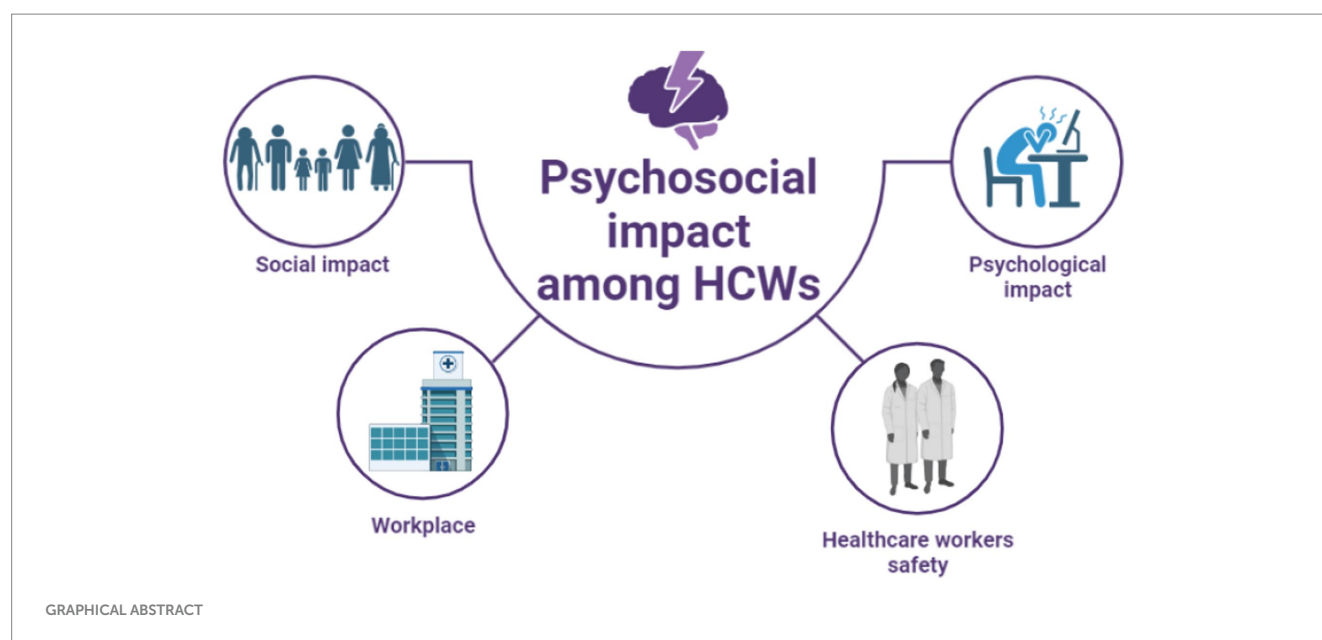 Psychosocial
impact
among HCWs
Social impact
Psychological
impact
Workplace
Healthcare workers
safety
GRAPHICAL ABSTRACT